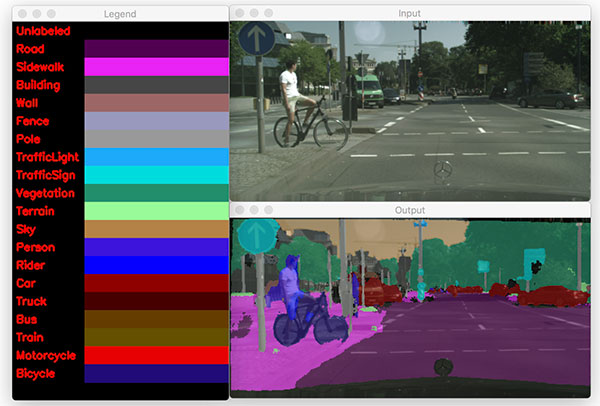 Legend
Unlabeled
Road
Sidewalk
Building
Wall
Fence
Pole
TrafficLight
TrafficSign
Vegetation
Terrain
Sky
Person
Rider
Car
Truck
Bus
Train
Motorcycle
Bicycle
Input
Output